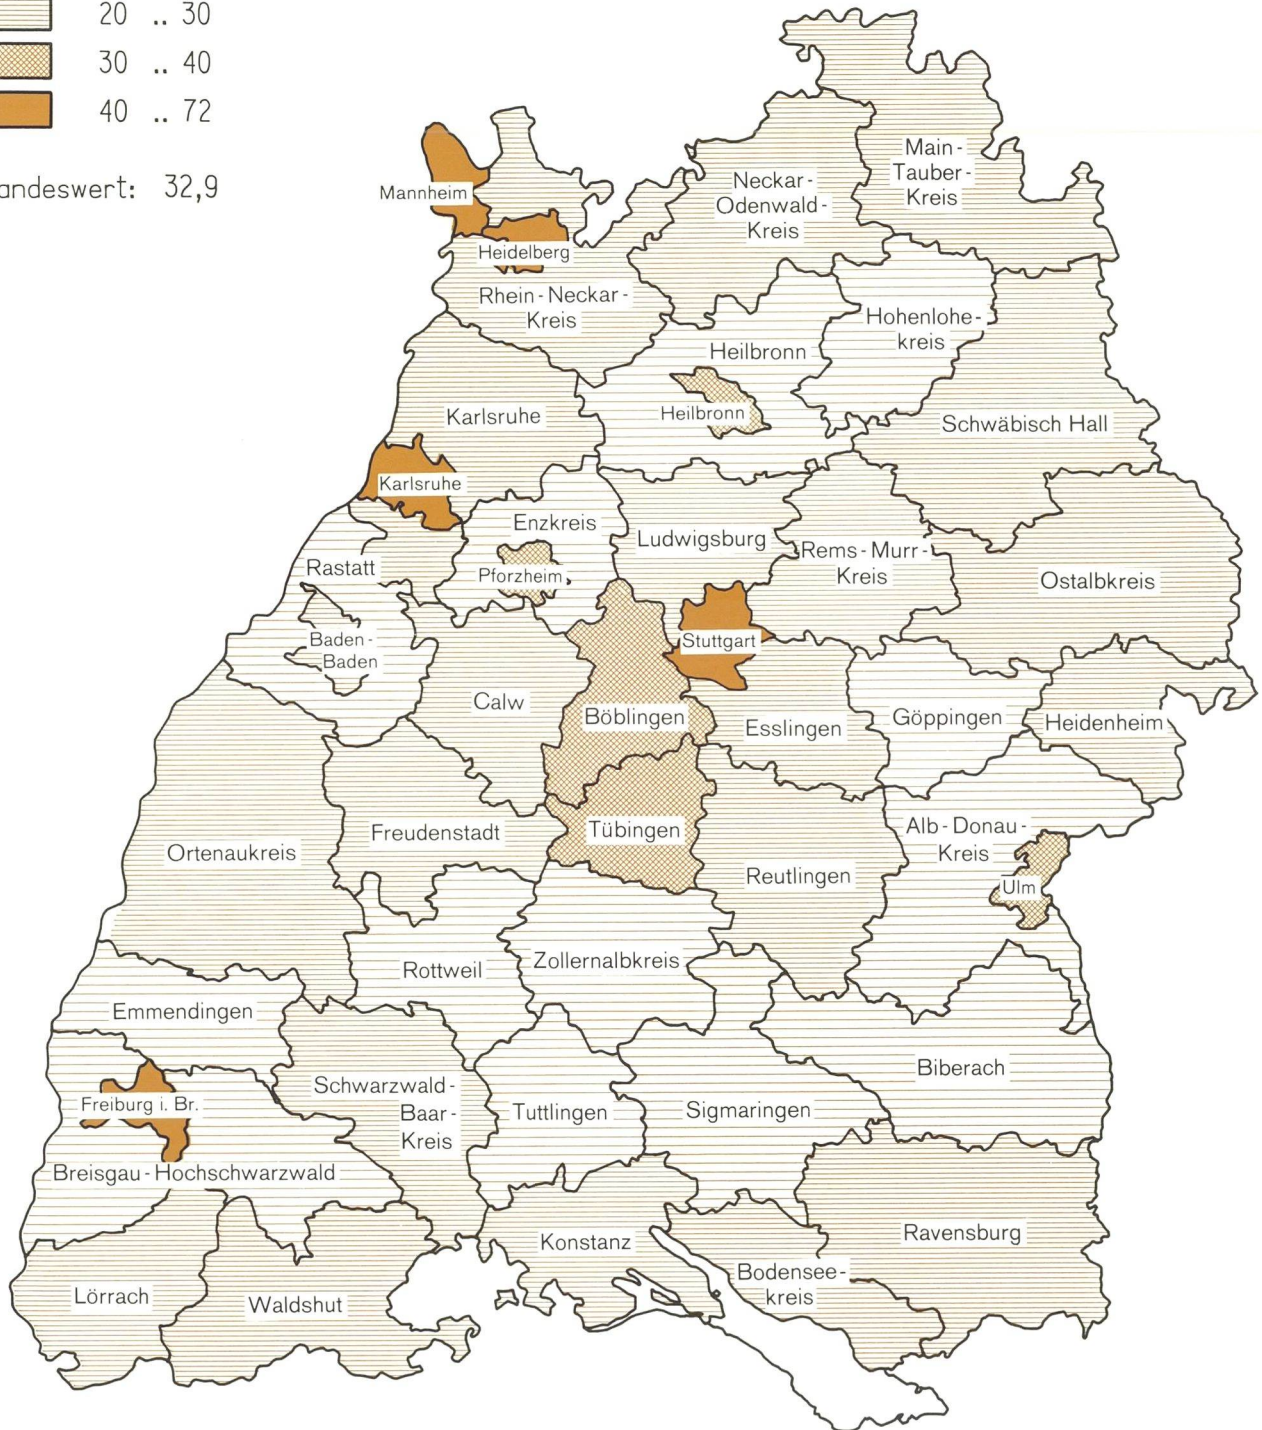 20 .. 30
30 .. 40
40 .. 72
andeswert: 32,9
Main-
Tauber-
Kreis
Neckar-
Odenwald-
Kreis
Mannheim
Heidelberg
Rhein-Neckar-
Kreis
Hohenlohe-
kreis
Heilbronn
Heilbronn
Karlsruhe
Schwäbisch Hall
Karlsruhe
Enzkreis
Ludwigsburg
Rems-Murr-
Kreis
Rastatt
Pforzheim
Ostalbkreis
Baden-
Baden
Stuttgart
Calw
Böblingen
Esslingen
Göppingen
Heidenheim
Freudenstadt
Tübingen
Alb-Donau-
Kreis
Ortenaukreis
Reutlingen
Ulm
Rottweil
Zollernalbkreis
Emmendingen
Biberach
Schwarzwald-
Baar-
Kreis
Freiburg i. Br.
Tuttlingen
Sigmaringen
Breisgau-Hochschwarzwald
Konstanz
Ravensburg
Bodensee-
kreis
Lörrach
Waldshut